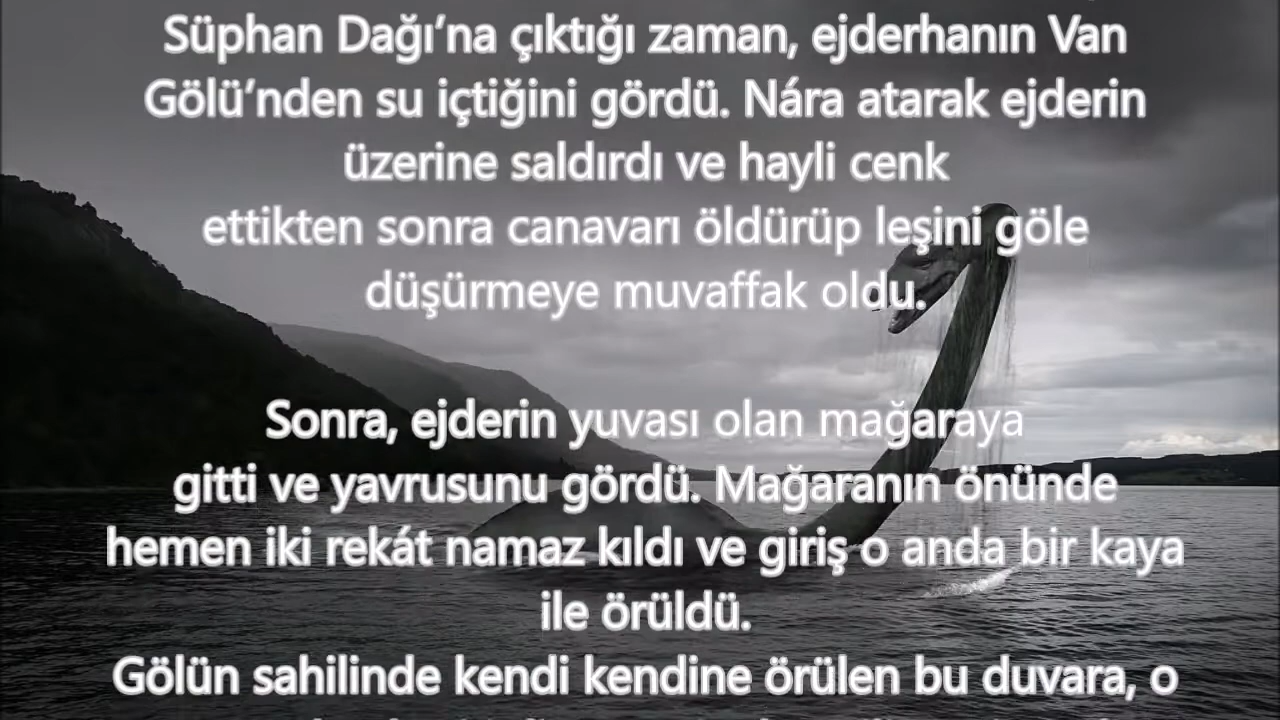 Süphan Dağı’na çıktığı zaman, ejderhanın Van
Gölü’nden su içtiğini gördü. Nára atarak ejderin
üzerine saldırdı ve hayli cenk
ettikten sonra canavarı öldürüp leşini göle
düşürmeye muvaffak oldu.
Sonra, ejderin yuvası olan mağaraya
gitti ve yavrusunu gördü. Mağaranın önünde
hemen iki rekát namaz kıldı ve giriş o anda bir kaya
ile örüldü.
Gölün sahilinde kendi kendine örülen bu duvara, o